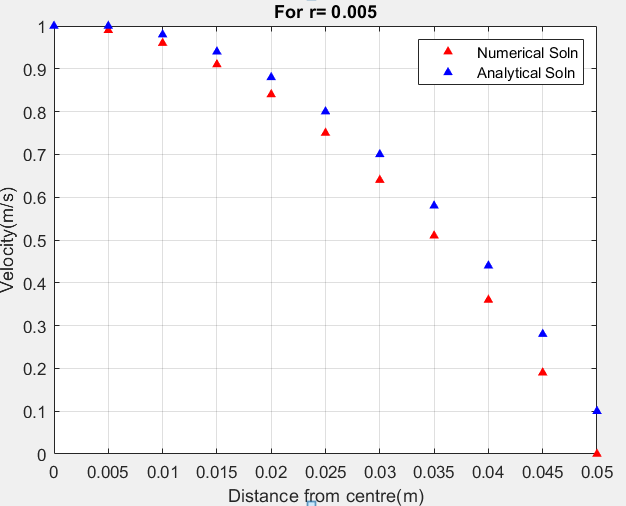 For r= 0.005
Numerical Soln
Analytical Soln
Velocity(m/s)
1
0.9
0.8
0.7
0.6
0.5
0.4
0.3
0.2
0.1
0
0 0.005 0.01 0.015 0.02 0.025 0.03 0.035 0.04 0.045 0.05
Distance from centre(m)